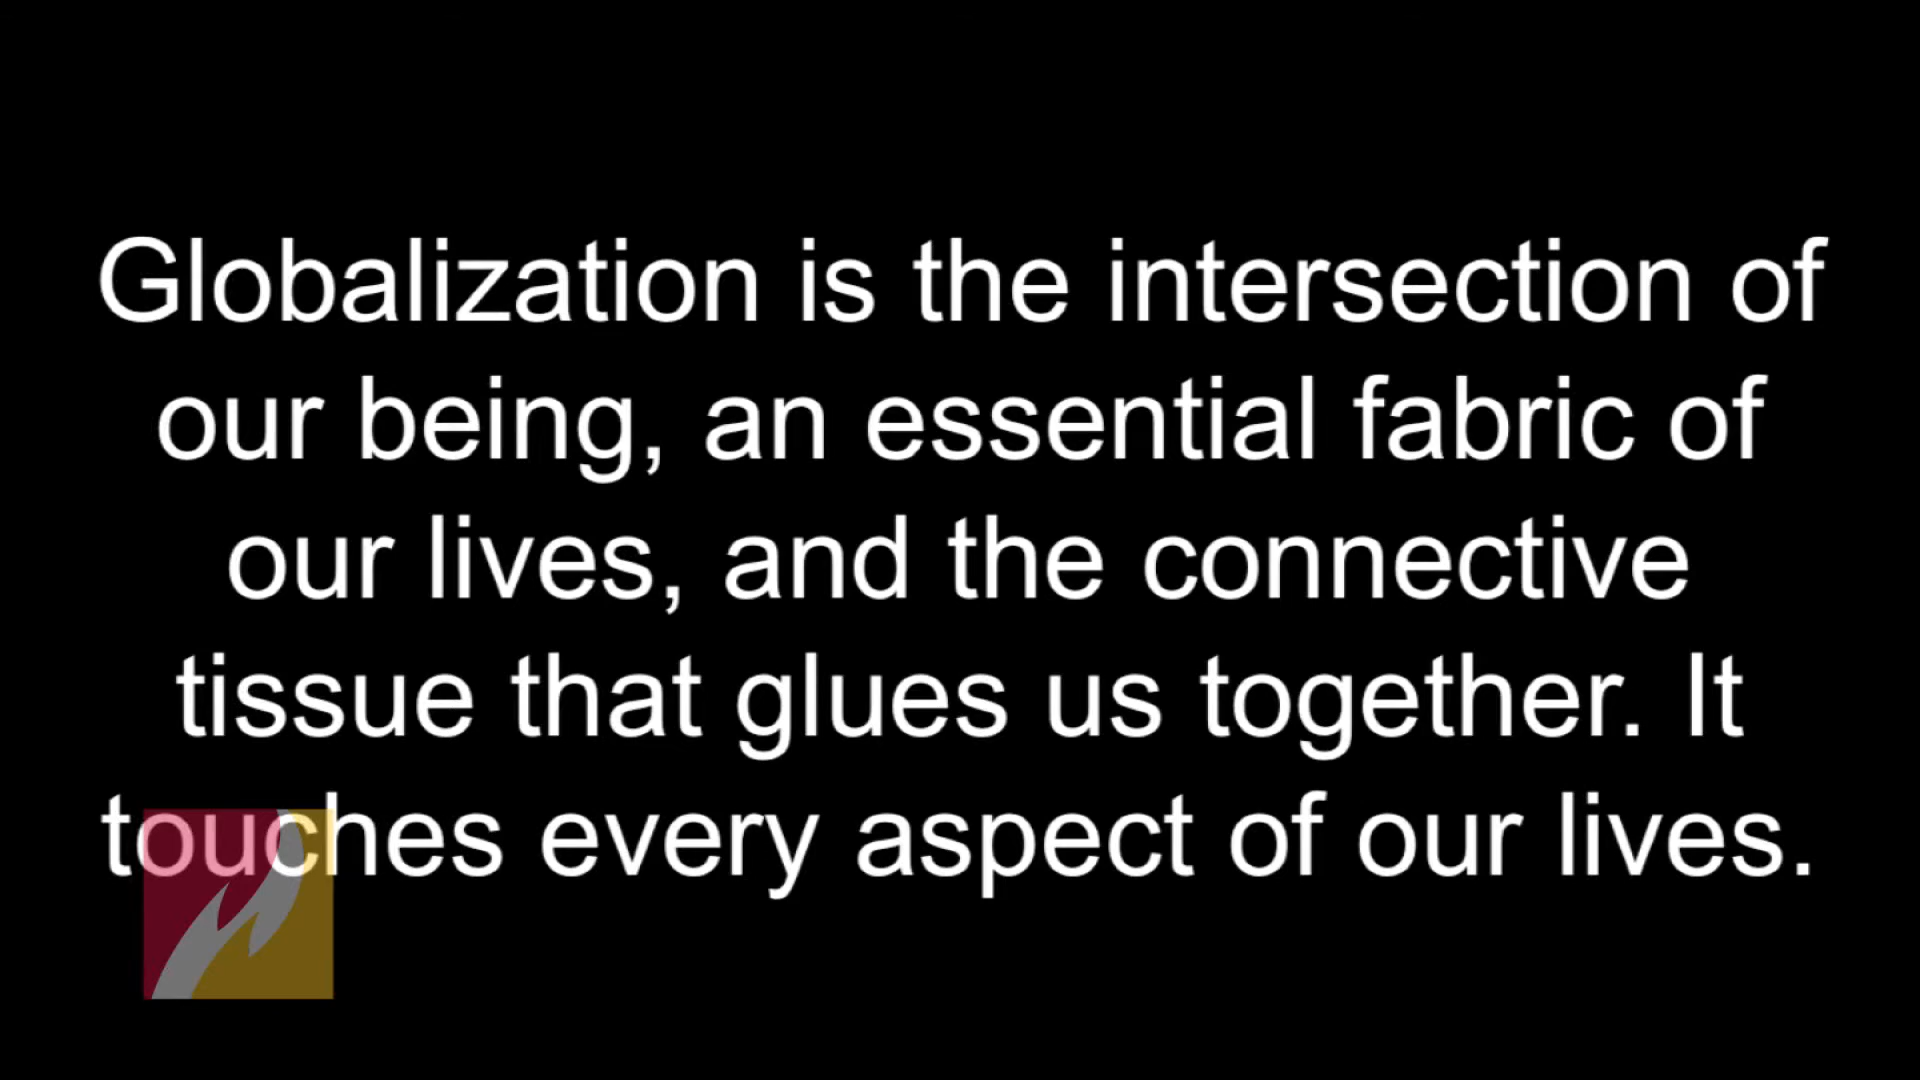 Globalization is the intersection of
our being, an essential fabric of
our lives, and the connective
tissue that glues us together. It
touches every aspect of our lives.